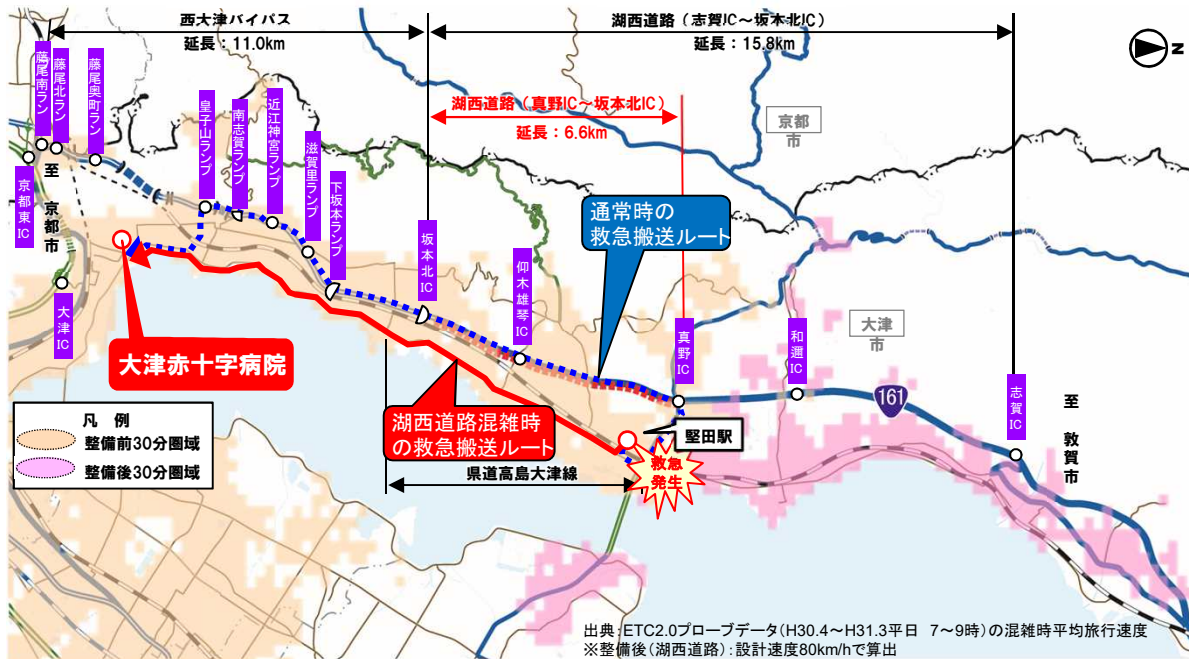 西大津バイパス
延長：11.0km
湖西道路（志賀IC～坂本北IC）
延長：15.8km
湖西道路（真野IC～坂本北IC）
延長：6.6km
N
藤尾南ラン
藤尾北ラン
藤尾奥町ラン
皇子山ランプ
南志賀ランプ
近江神宮ランプ
滋賀里ランプ
下坂本ランプ
坂本北IC
仰木雄琴IC
真野IC
和邇IC
志賀IC
京都東IC
大津IC
至 京都市
至 敦賀市
京都市
大津市
161
通常時の
救急搬送ルート
大津赤十字病院
湖西道路混雑時
の救急搬送ルート
堅田駅
救急
発生
県道高島大津線
凡 例
整備前30分圏域
整備後30分圏域
出典：ETC2.0プローブデータ（H30.4～H31.3平日 7～9時）の混雑時平均旅行速度
※整備後（湖西道路）：設計速度80km/hで算出